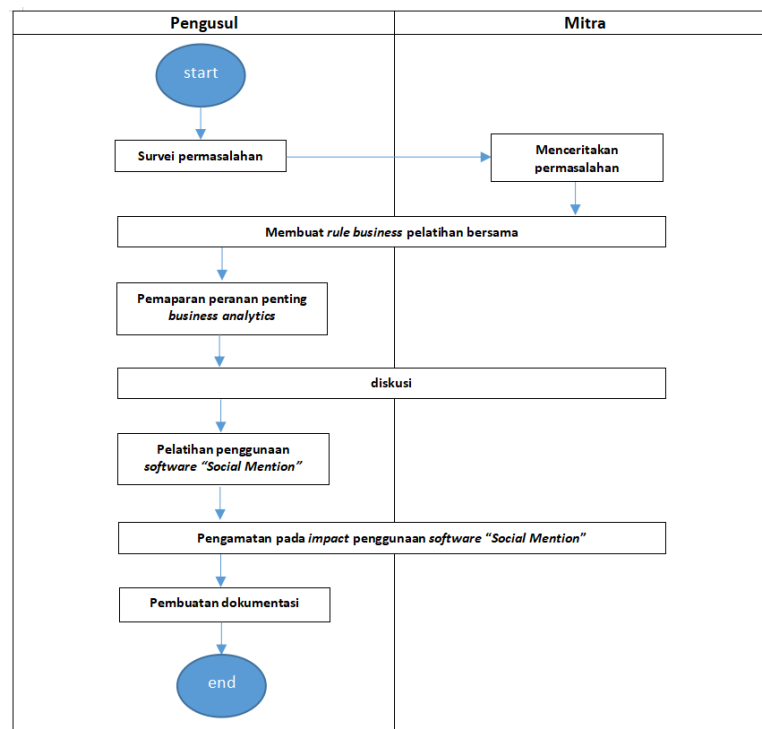 Pengusul
Mitra
start
Survei permasalahan
Menceritakan
permasalahan
Membuat rule business pelatihan bersama
Pemaparan peranan penting
business analytics
diskusi
Pelatihan penggunaan
software “Social Mention”
Pengamatan pada impact penggunaan software “Social Mention”
Pembuatan dokumentasi
end